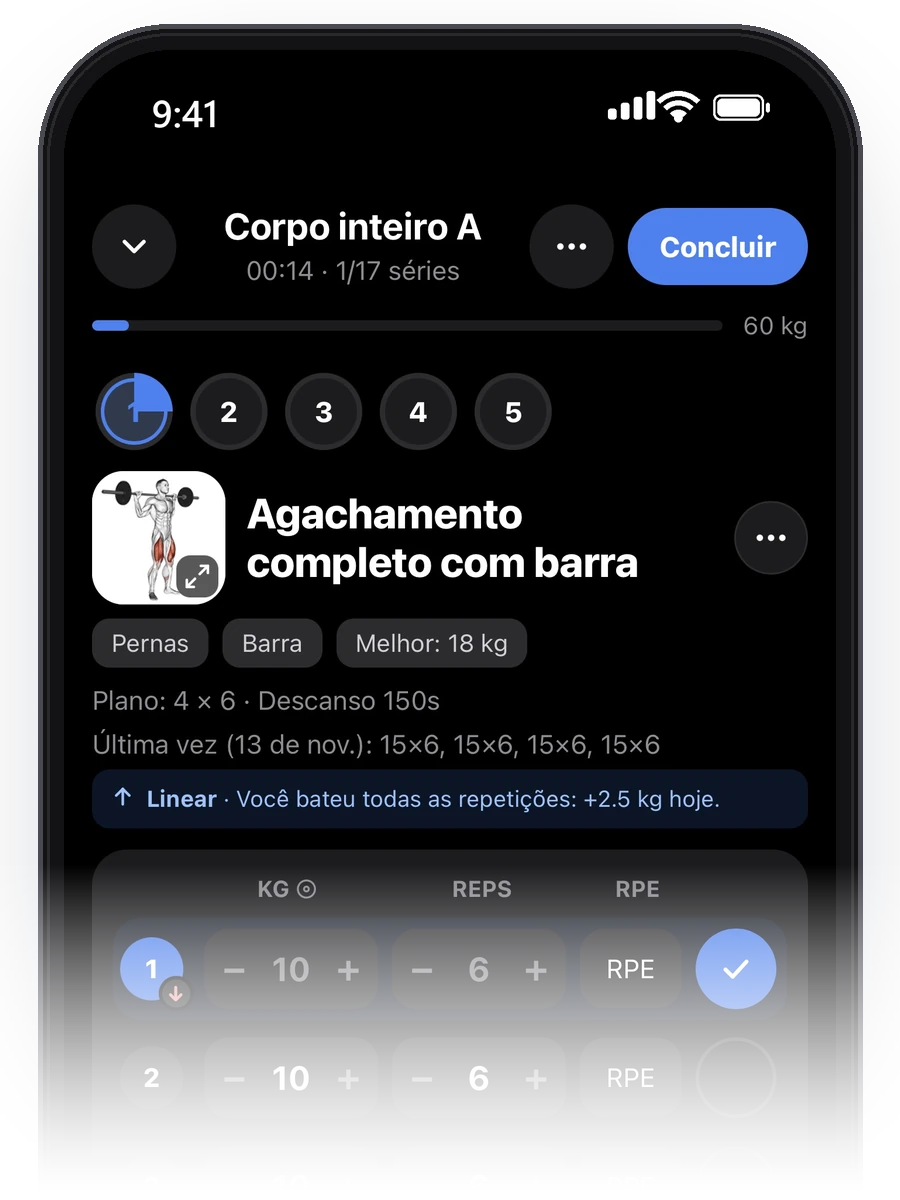 9:41
Corpo inteiro A
00:14 · 1/17 séries
Concluir
60 kg
1 2 3 4 5
Agachamento
completo com barra
Pernas Barra Melhor: 18 kg
Plano: 4 × 6 · Descanso 150s
Última vez (13 de nov.): 15×6, 15×6, 15×6, 15×6
↑ Linear · Você bateu todas as repetições: +2.5 kg hoje.
KG REPS RPE
1 − 10 + − 6 + RPE
2 − 10 + − 6 + RPE